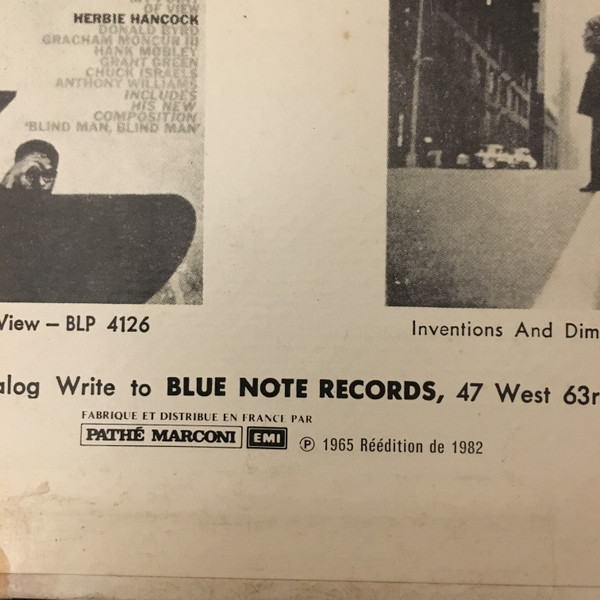 OF VIEW
HERBIE HANCOCK
DONALD BYRD
GRACHAM MONCUR III
HANK MOBLEY
GRANT GREEN
CHUCK ISRAELS
ANTHONY WILLIAMS
INCLUDES
HIS NEW
COMPOSITION
'BLIND MAN, BLIND MAN'
View – BLP 4126
Inventions And Dim
alog Write to BLUE NOTE RECORDS, 47 West 63r
FABRIQUE ET DISTRIBUE EN FRANCE PAR
PATHÉ MARCONI EMI ℗ 1965 Réédition de 1982